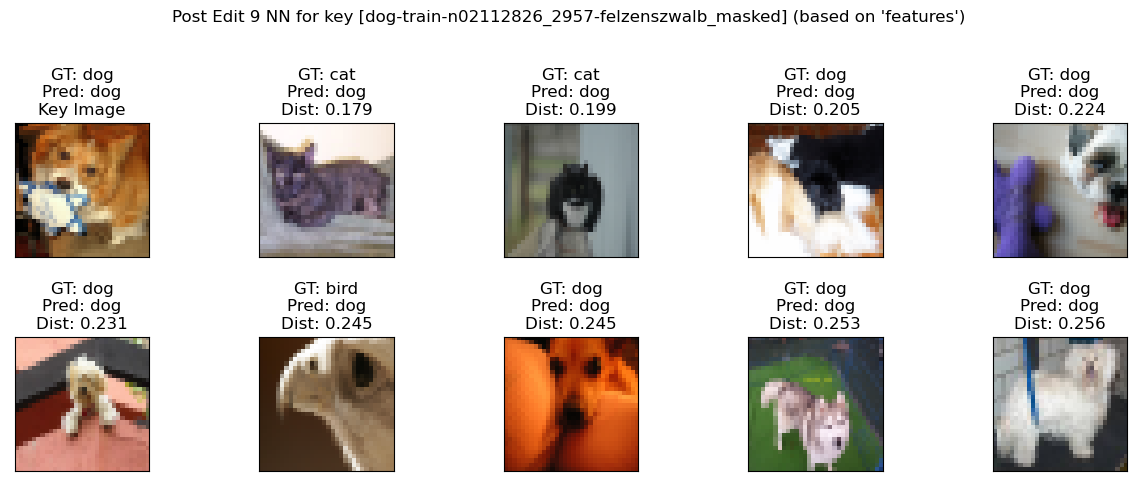 Post Edit 9 NN for key [dog-train-n02112826_2957-felzenszwalb_masked] (based on 'features')
GT: dog
Pred: dog
Key Image
GT: cat
Pred: dog
Dist: 0.179
GT: cat
Pred: dog
Dist: 0.199
GT: dog
Pred: dog
Dist: 0.205
GT: dog
Pred: dog
Dist: 0.224
GT: dog
Pred: dog
Dist: 0.231
GT: bird
Pred: dog
Dist: 0.245
GT: dog
Pred: dog
Dist: 0.245
GT: dog
Pred: dog
Dist: 0.253
GT: dog
Pred: dog
Dist: 0.256